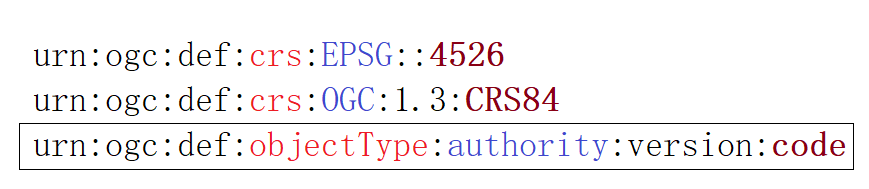 urn:ogc:def:crs:EPSG::4526
urn:ogc:def:crs:OGC:1.3:CRS84
urn:ogc:def:objectType:authority:version:code